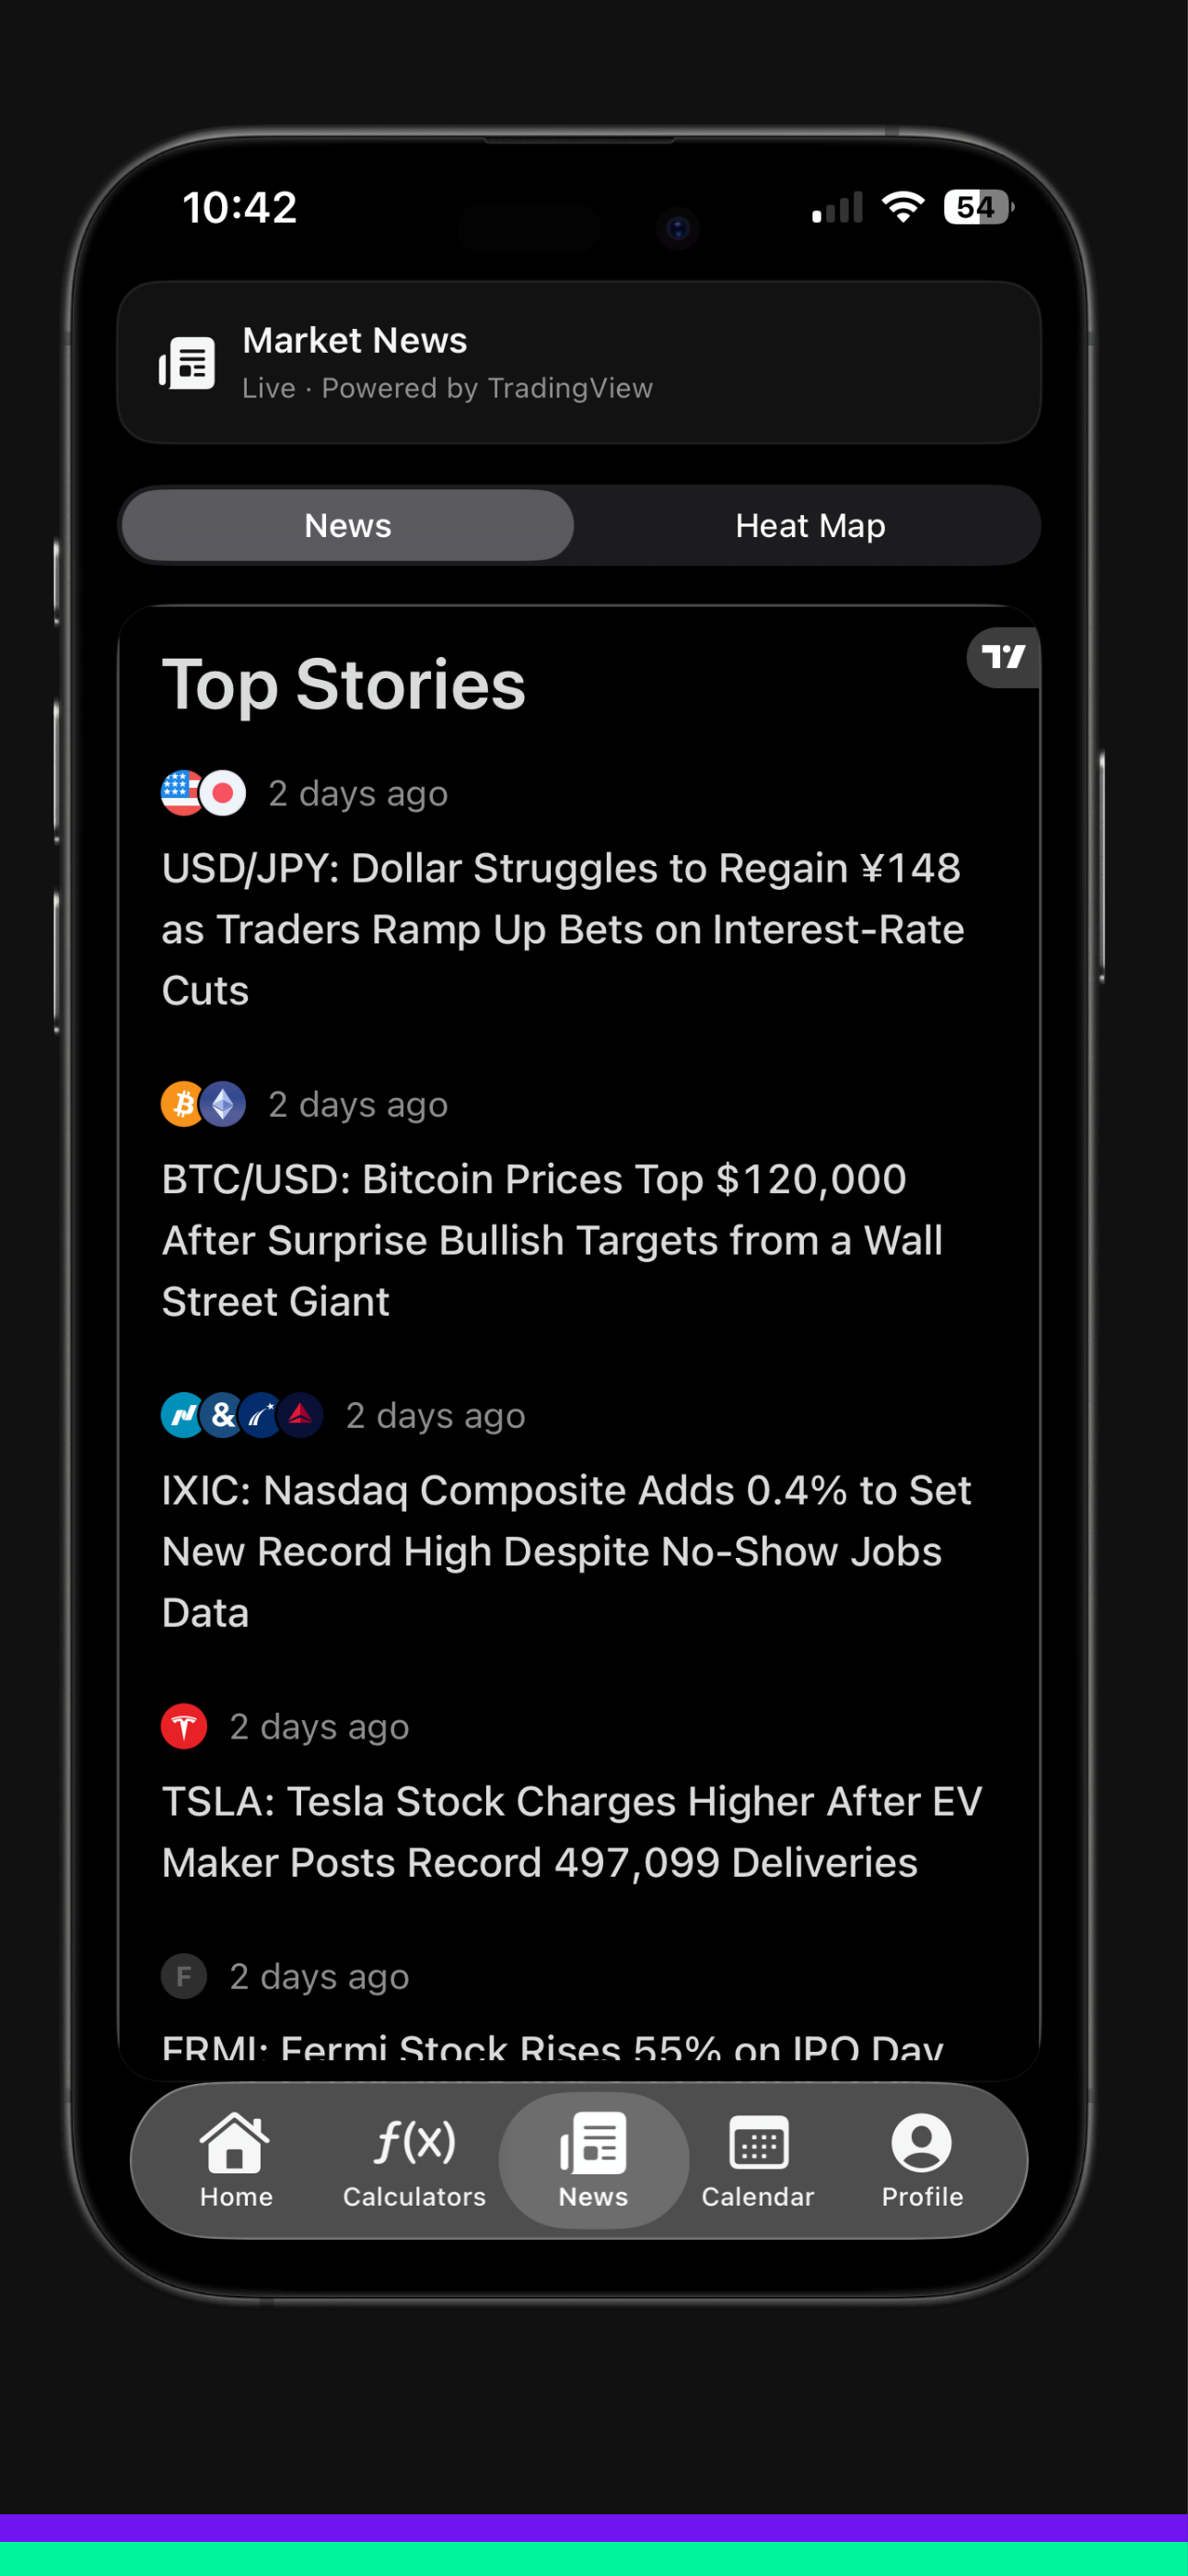 10:42
54
Market News
Live · Powered by TradingView
News
Heat Map
Top Stories
2 days ago
USD/JPY: Dollar Struggles to Regain ¥148
as Traders Ramp Up Bets on Interest-Rate
Cuts
2 days ago
BTC/USD: Bitcoin Prices Top $120,000
After Surprise Bullish Targets from a Wall
Street Giant
&
2 days ago
IXIC: Nasdaq Composite Adds 0.4% to Set
New Record High Despite No-Show Jobs
Data
2 days ago
TSLA: Tesla Stock Charges Higher After EV
Maker Posts Record 497,099 Deliveries
F
2 days ago
FRMI: Fermi Stock Rises 55% on IPO Day
f(x)
Home
Calculators
News
Calendar
Profile